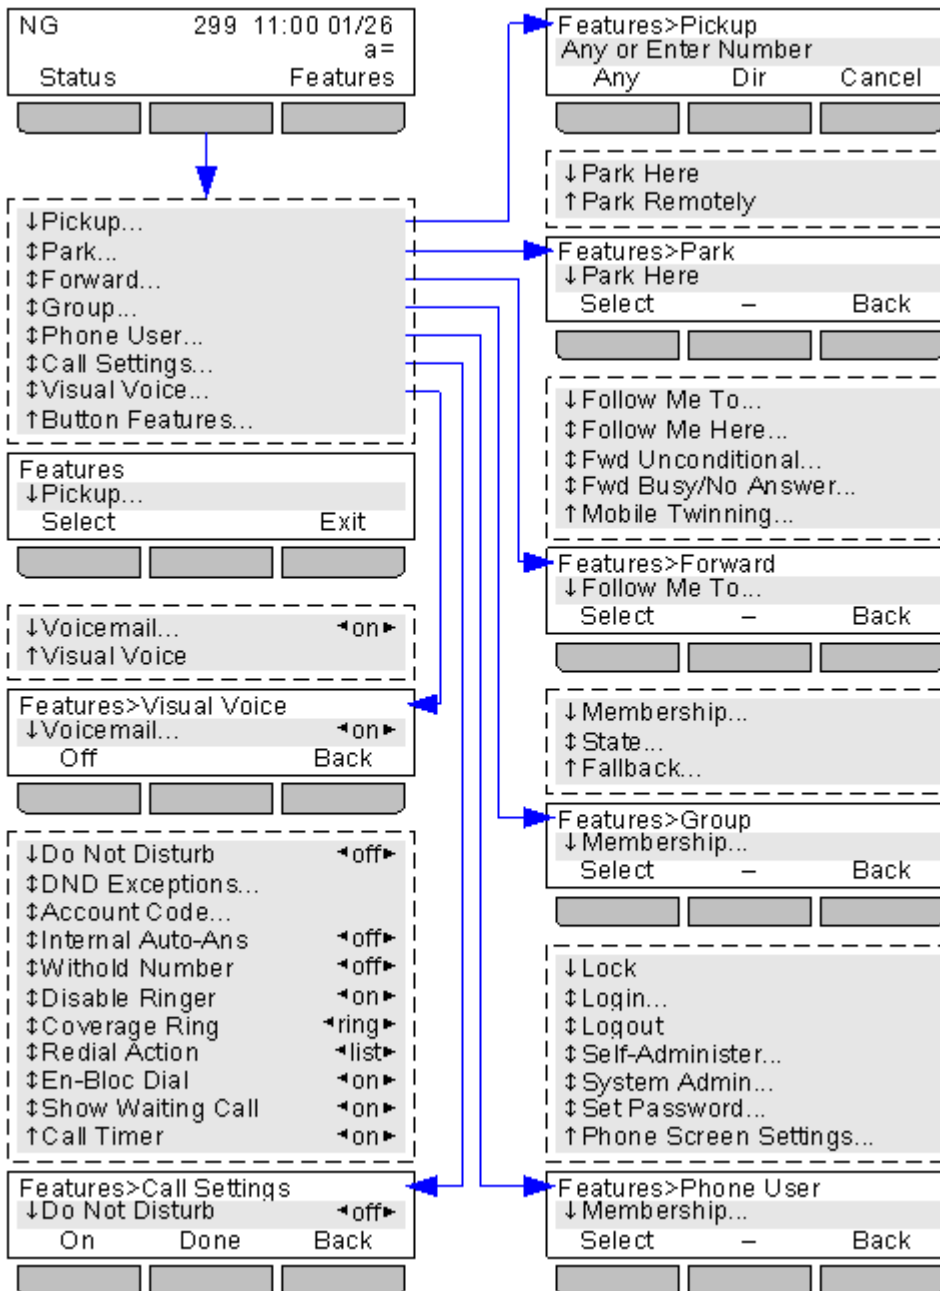 NG 299 11:00 01/26
a=
Status Features
↓Pickup...
↕Park...
↕Forward...
↕Group...
↕Phone User...
↕Call Settings...
↕Visual Voice...
↑Button Features...
Features
↓Pickup...
Select Exit
↓Voicemail... ◂on▸
↑Visual Voice
Features>Visual Voice
↓Voicemail... ◂on▸
Off Back
↓Do Not Disturb ◂off▸
↕DND Exceptions...
↕Account Code...
↕Internal Auto-Ans ◂off▸
↕Withold Number ◂off▸
↕Disable Ringer ◂on▸
↕Coverage Ring ◂ring▸
↕Redial Action ◂list▸
↕En-Bloc Dial ◂on▸
↕Show Waiting Call ◂on▸
↑Call Timer ◂on▸
Features>Call Settings
↓Do Not Disturb ◂off▸
On Done Back
Features>Pickup
Any or Enter Number
Any Dir Cancel
↓Park Here
↑Park Remotely
Features>Park
↓Park Here
Select – Back
↓Follow Me To...
↕Follow Me Here...
↕Fwd Unconditional...
↕Fwd Busy/No Answer...
↑Mobile Twinning...
Features>Forward
↓Follow Me To...
Select – Back
↓Membership...
↕State...
↑Fallback...
Features>Group
↓Membership...
Select – Back
↓Lock
↕Login...
↕Logout
↕Self-Administer...
↕System Admin...
↕Set Password...
↑Phone Screen Settings...
Features>Phone User
↓Membership...
Select – Back